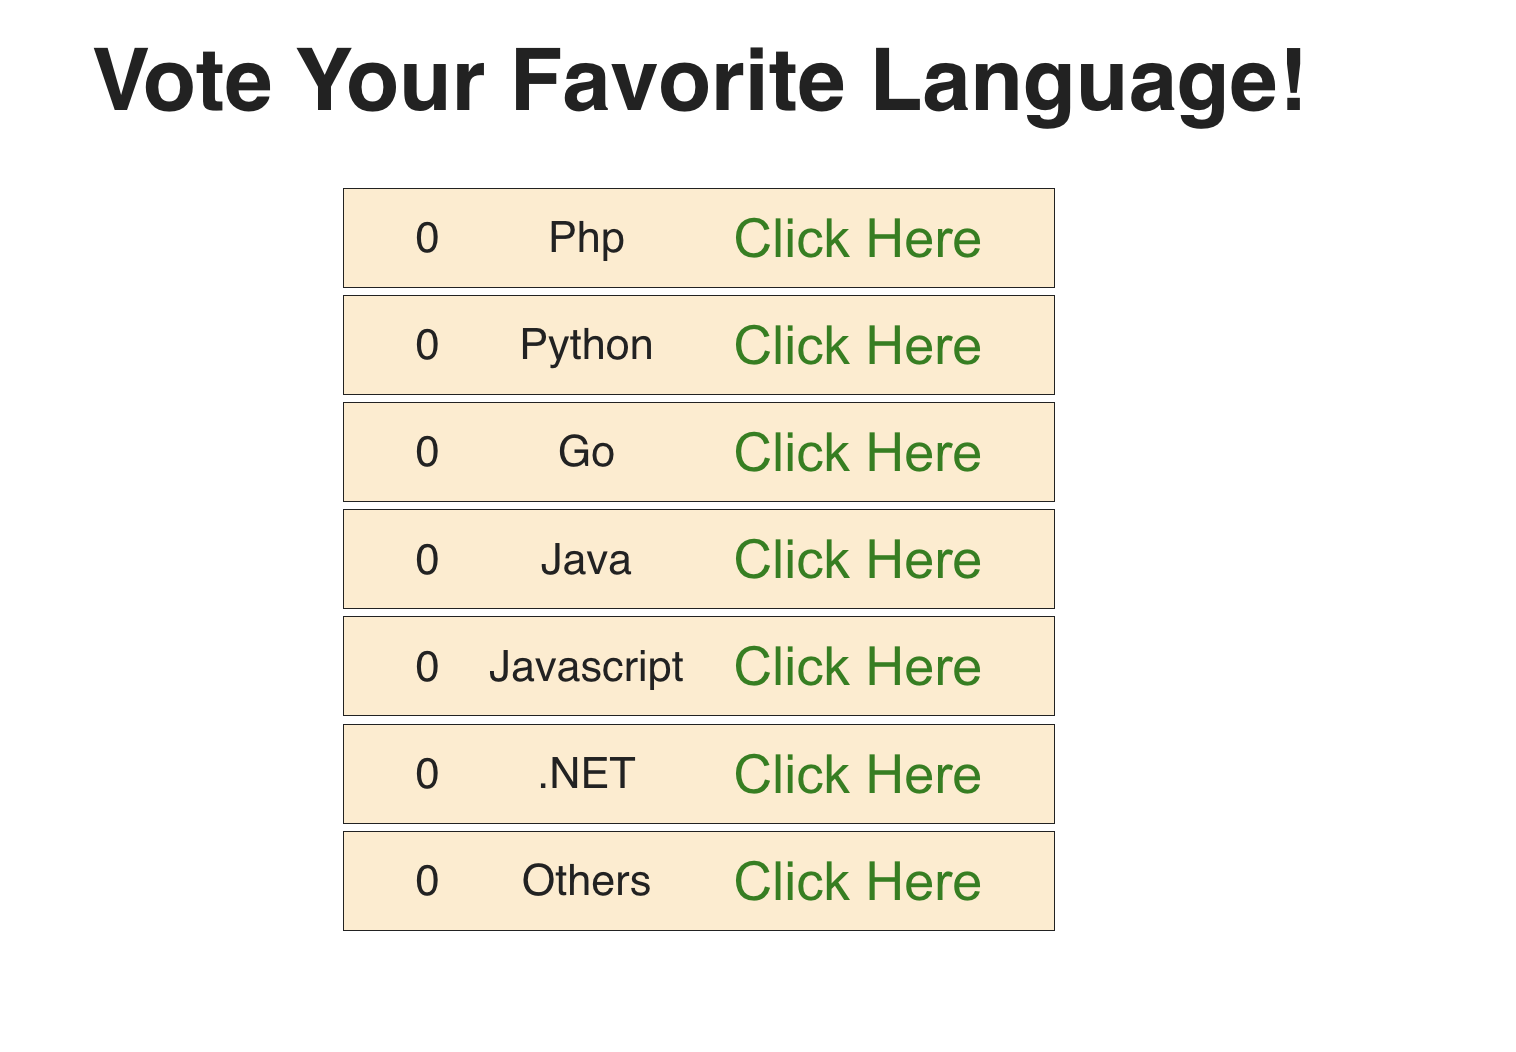 Vote Your Favorite Language!
0 Php Click Here
0 Python Click Here
0 Go Click Here
0 Java Click Here
0 Javascript Click Here
0 .NET Click Here
0 Others Click Here